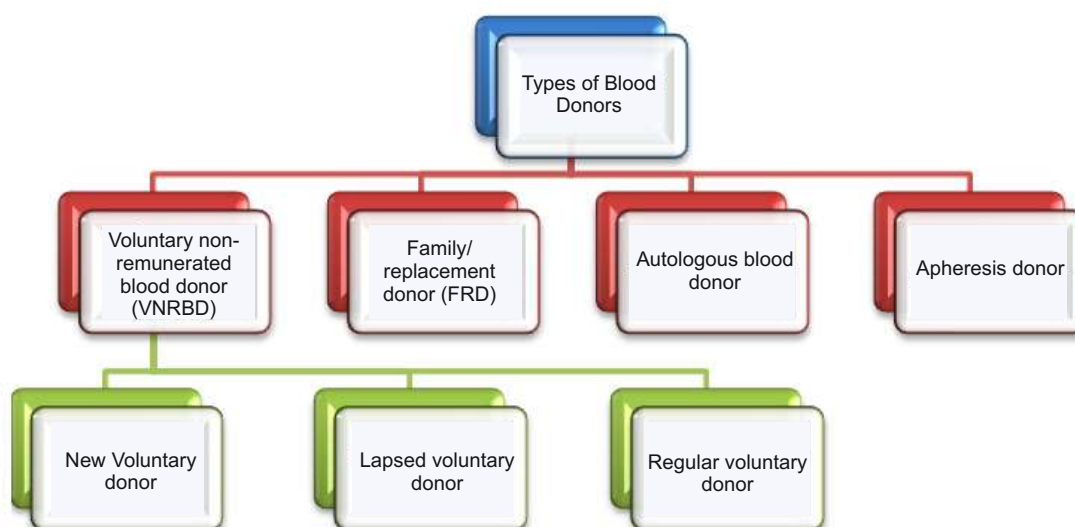 Types of Blood
Donors
Voluntary non-
remunerated
blood donor
(VNRBD)
Family/
replacement
donor (FRD)
Autologous blood
donor
Apheresis donor
New Voluntary
donor
Lapsed voluntary
donor
Regular voluntary
donor